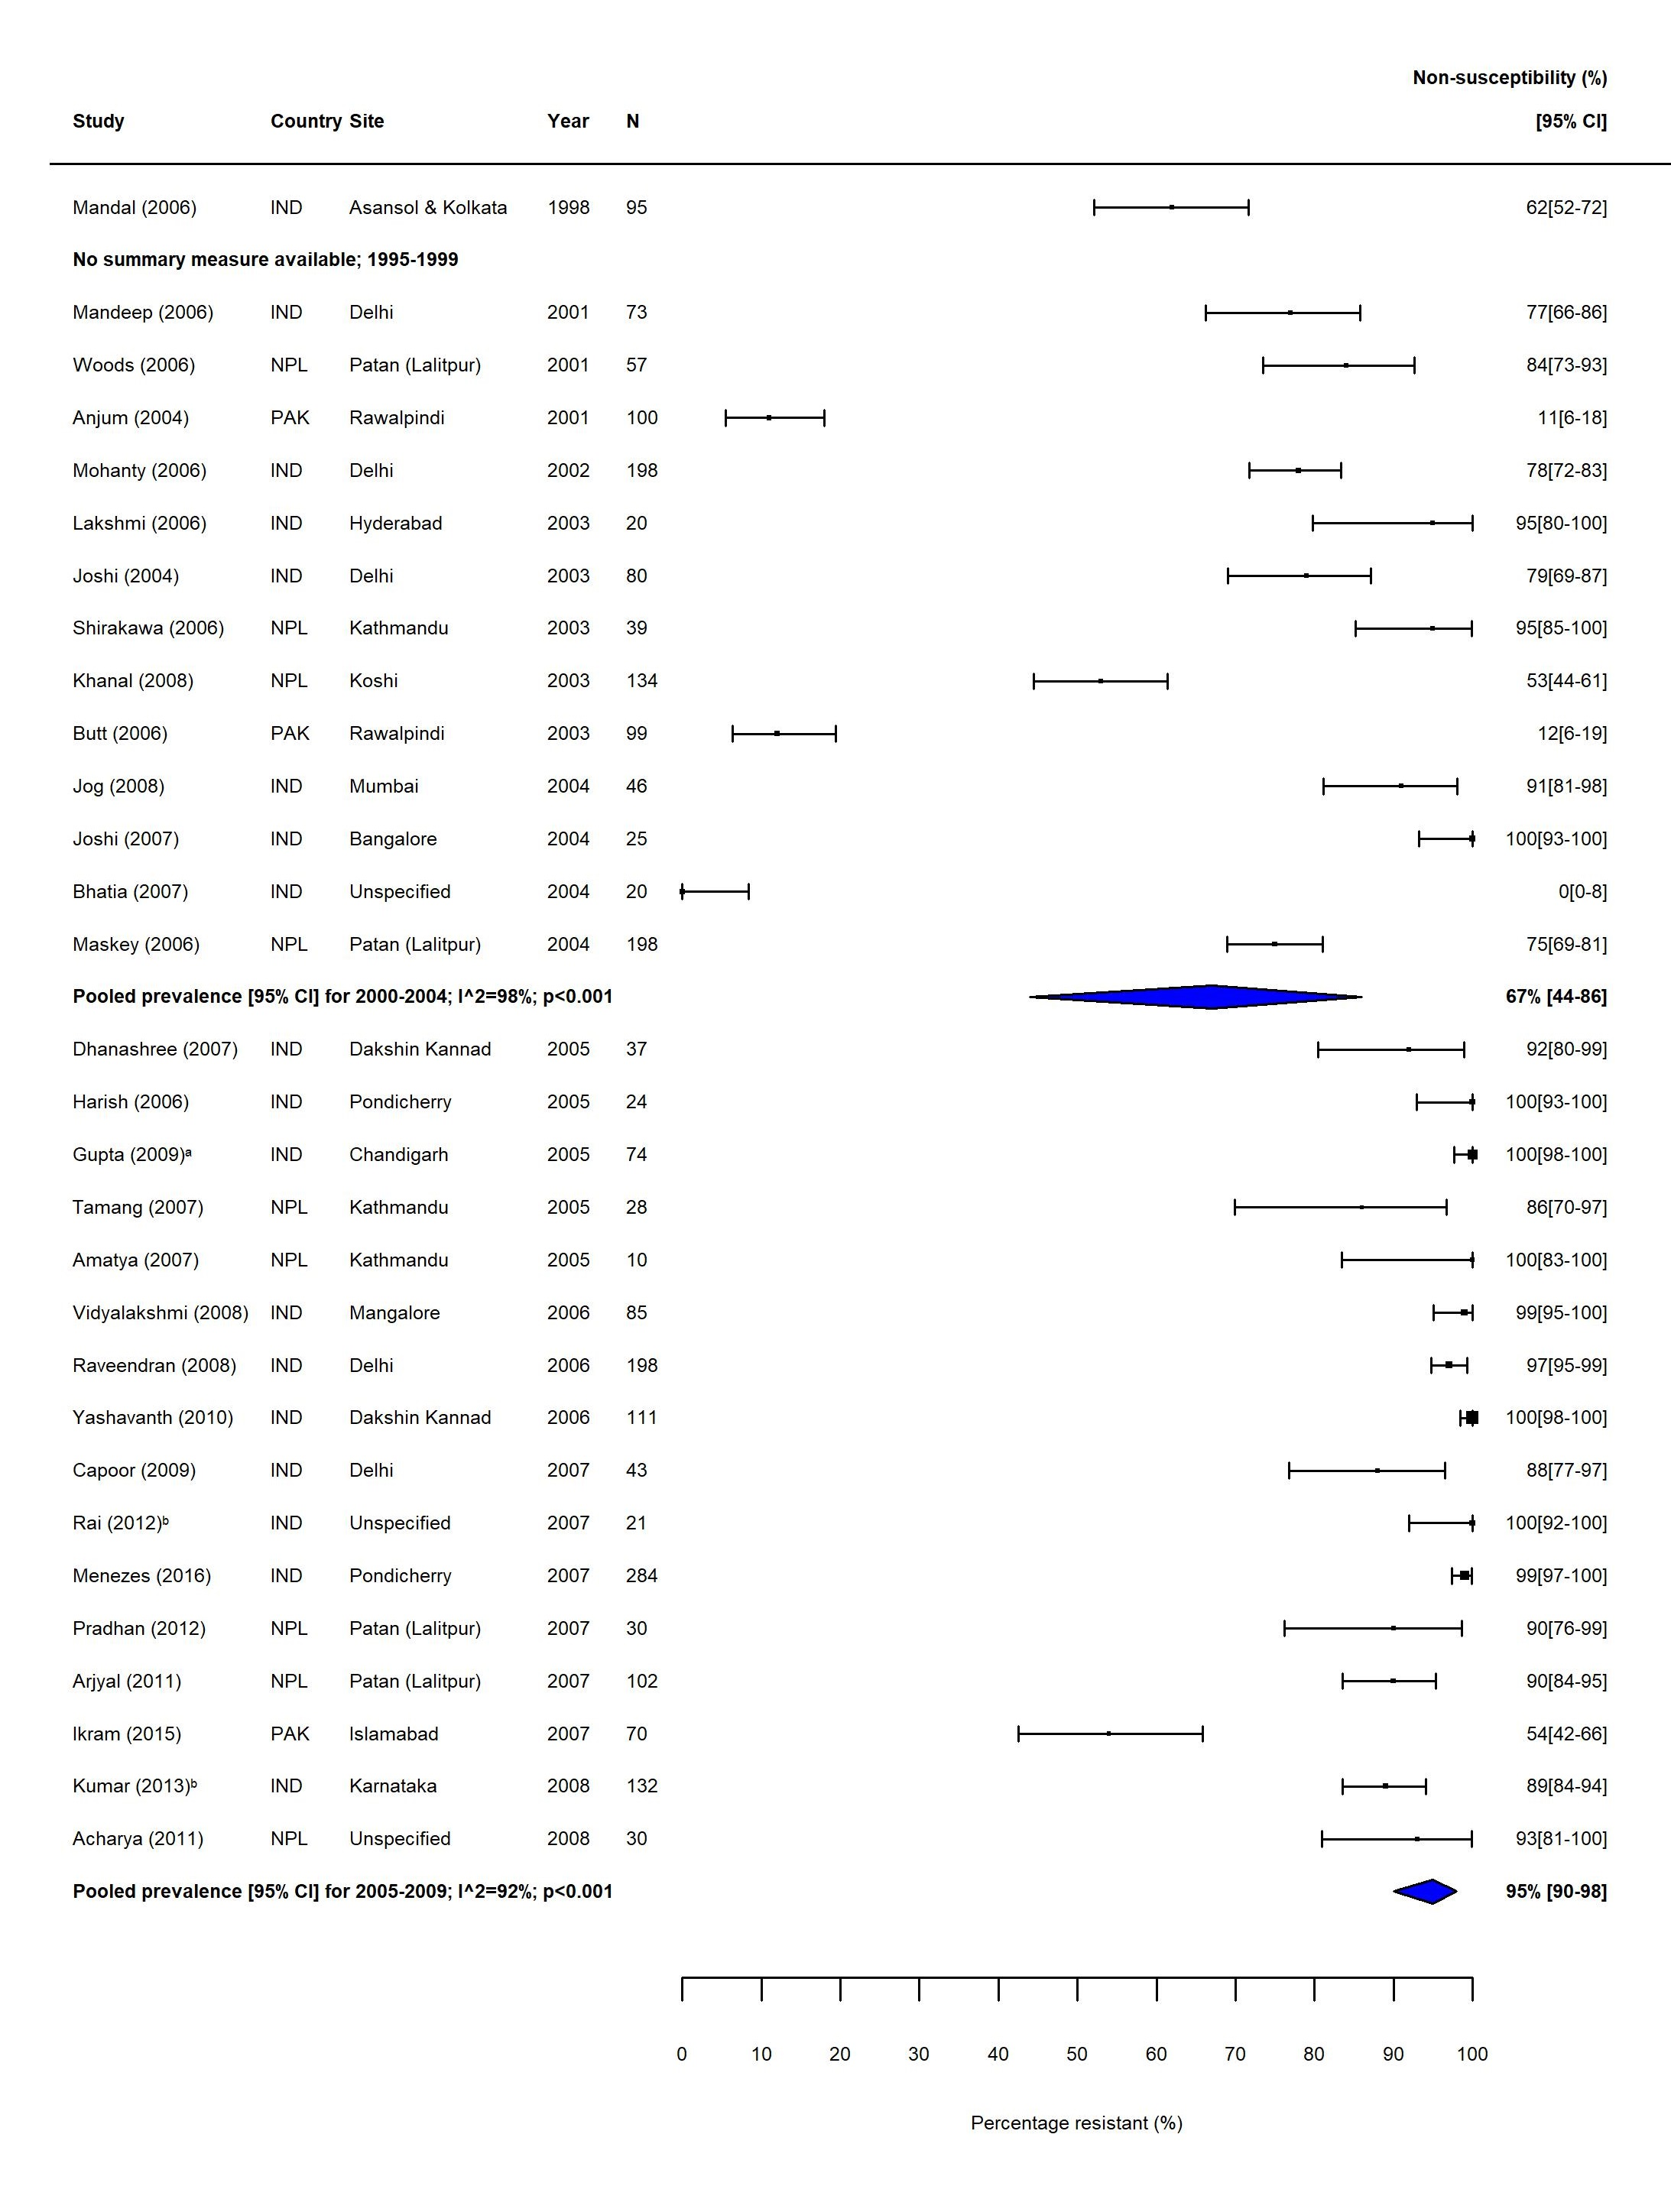 Non-susceptibility (%)
Study Country Site Year N [95% CI]
Mandal (2006) IND Asansol & Kolkata 1998 95 62[52-72]
No summary measure available; 1995-1999
Mandeep (2006) IND Delhi 2001 73 77[66-86]
Woods (2006) NPL Patan (Lalitpur) 2001 57 84[73-93]
Anjum (2004) PAK Rawalpindi 2001 100 11[6-18]
Mohanty (2006) IND Delhi 2002 198 78[72-83]
Lakshmi (2006) IND Hyderabad 2003 20 95[80-100]
Joshi (2004) IND Delhi 2003 80 79[69-87]
Shirakawa (2006) NPL Kathmandu 2003 39 95[85-100]
Khanal (2008) NPL Koshi 2003 134 53[44-61]
Butt (2006) PAK Rawalpindi 2003 99 12[6-19]
Jog (2008) IND Mumbai 2004 46 91[81-98]
Joshi (2007) IND Bangalore 2004 25 100[93-100]
Bhatia (2007) IND Unspecified 2004 20 0[0-8]
Maskey (2006) NPL Patan (Lalitpur) 2004 198 75[69-81]
Pooled prevalence [95% CI] for 2000-2004; I^2=98%; p<0.001 67% [44-86]
Dhanashree (2007) IND Dakshin Kannad 2005 37 92[80-99]
Harish (2006) IND Pondicherry 2005 24 100[93-100]
Gupta (2009)ᵃ IND Chandigarh 2005 74 100[98-100]
Tamang (2007) NPL Kathmandu 2005 28 86[70-97]
Amatya (2007) NPL Kathmandu 2005 10 100[83-100]
Vidyalakshmi (2008) IND Mangalore 2006 85 99[95-100]
Raveendran (2008) IND Delhi 2006 198 97[95-99]
Yashavanth (2010) IND Dakshin Kannad 2006 111 100[98-100]
Capoor (2009) IND Delhi 2007 43 88[77-97]
Rai (2012)ᵇ IND Unspecified 2007 21 100[92-100]
Menezes (2016) IND Pondicherry 2007 284 99[97-100]
Pradhan (2012) NPL Patan (Lalitpur) 2007 30 90[76-99]
Arjyal (2011) NPL Patan (Lalitpur) 2007 102 90[84-95]
Ikram (2015) PAK Islamabad 2007 70 54[42-66]
Kumar (2013)ᵇ IND Karnataka 2008 132 89[84-94]
Acharya (2011) NPL Unspecified 2008 30 93[81-100]
Pooled prevalence [95% CI] for 2005-2009; I^2=92%; p<0.001 95% [90-98]
0 10 20 30 40 50 60 70 80 90 100
Percentage resistant (%)